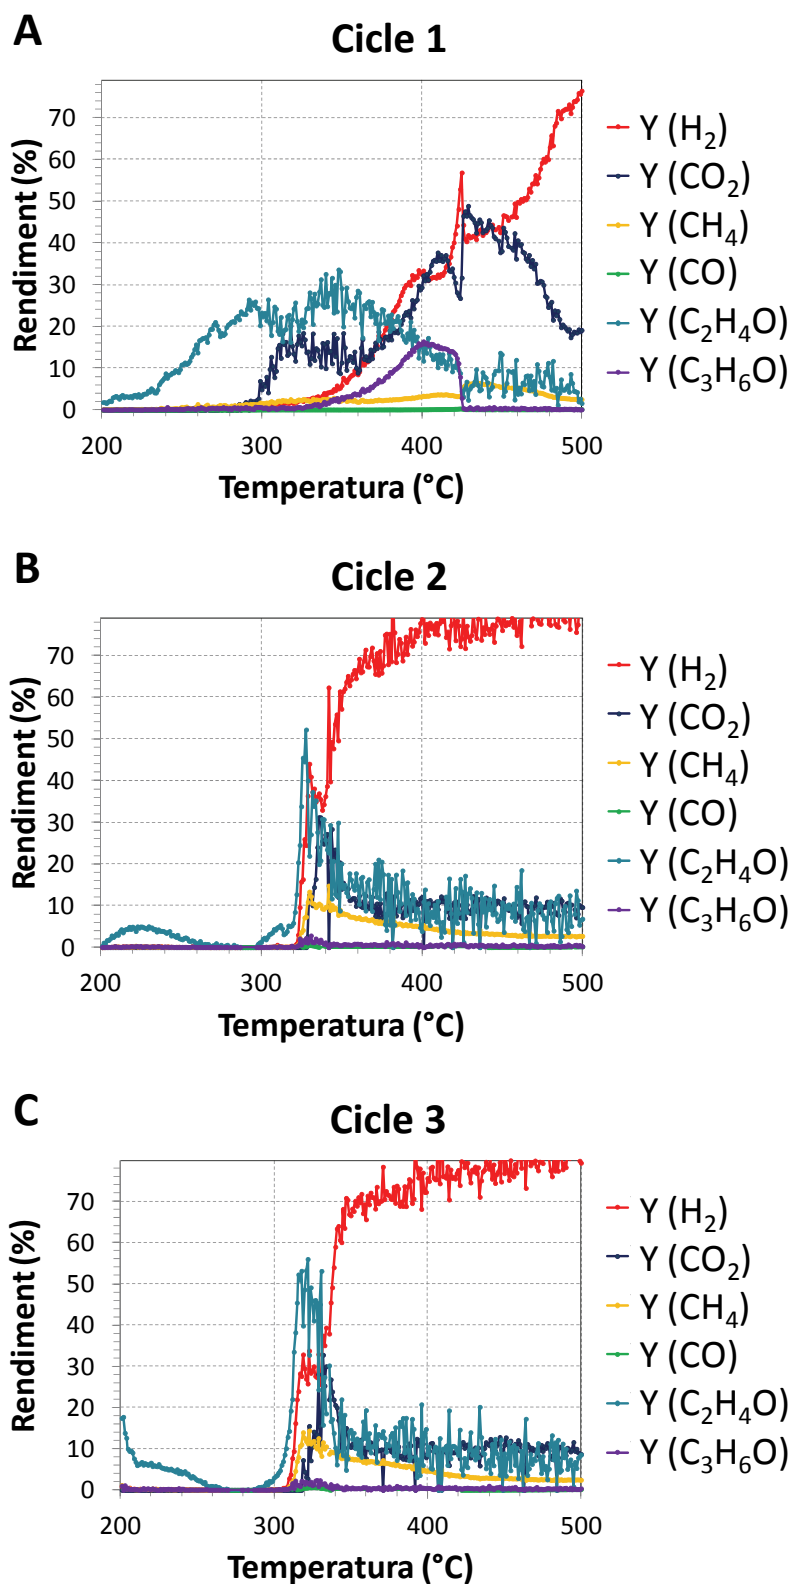 A
Cicle 1
Rendiment (%)
70
60
50
40
30
20
10
0
200
300
400
500
Temperatura (°C)
Y (H₂)
Y (CO₂)
Y (CH₄)
Y (CO)
Y (C₂H₄O)
Y (C₃H₆O)
B
Cicle 2
Rendiment (%)
70
60
50
40
30
20
10
0
200
300
400
500
Temperatura (°C)
Y (H₂)
Y (CO₂)
Y (CH₄)
Y (CO)
Y (C₂H₄O)
Y (C₃H₆O)
C
Cicle 3
Rendiment (%)
70
60
50
40
30
20
10
0
200
300
400
500
Temperatura (°C)
Y (H₂)
Y (CO₂)
Y (CH₄)
Y (CO)
Y (C₂H₄O)
Y (C₃H₆O)